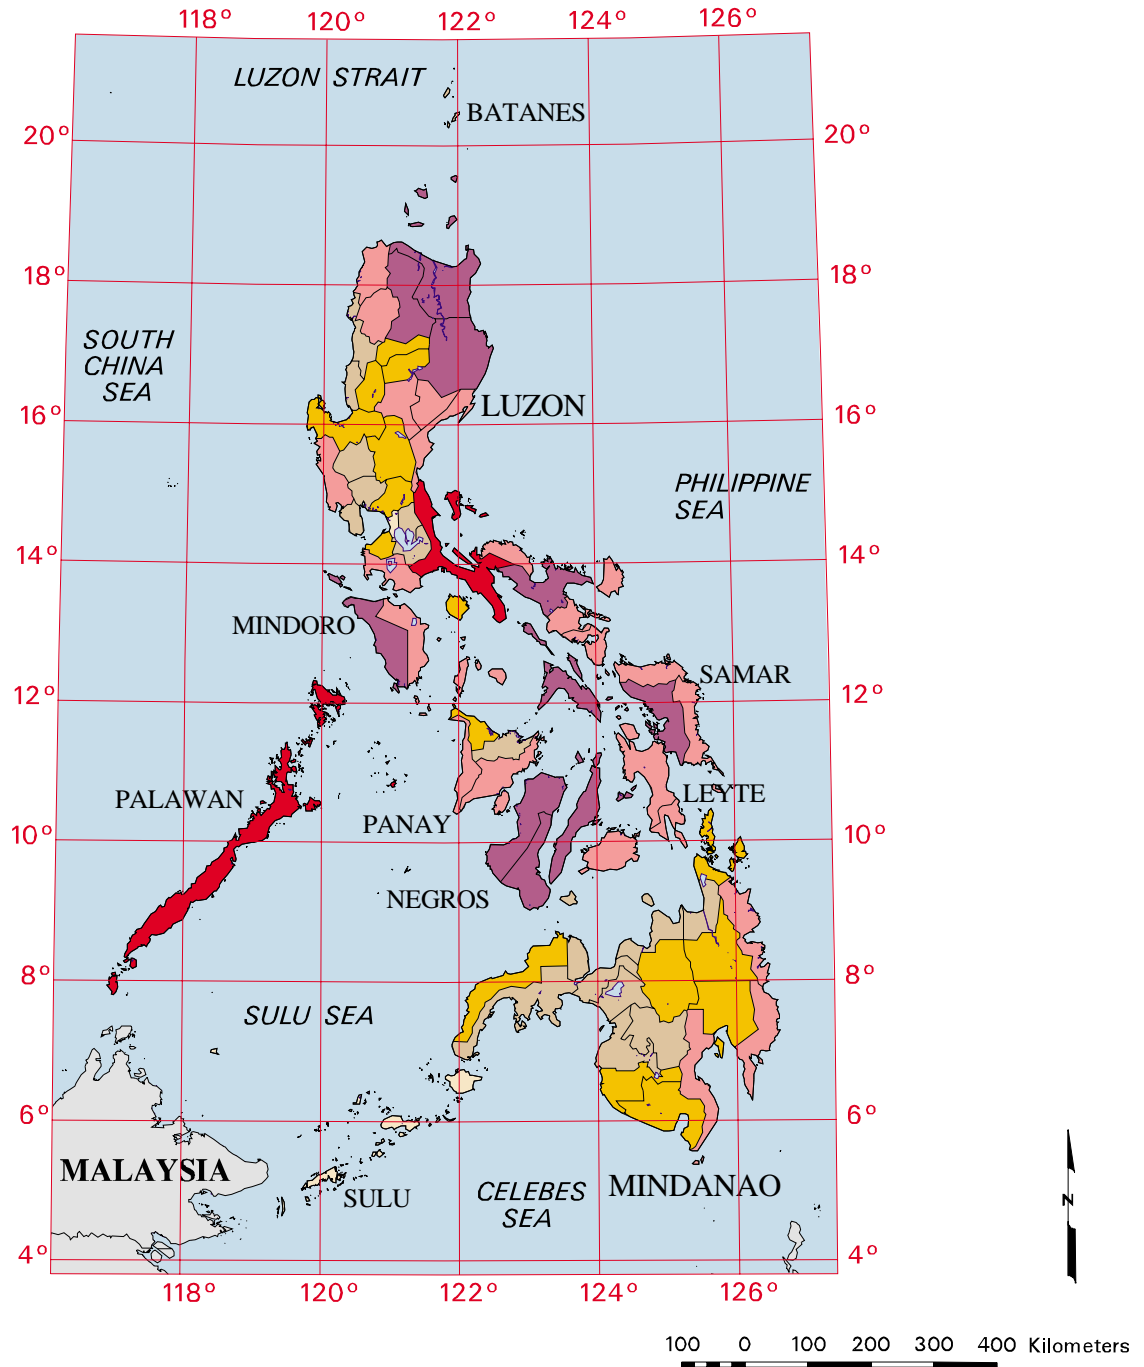 118° 120° 122° 124° 126°
LUZON STRAIT
BATANES
20° 20°
18° 18°
SOUTH
CHINA
SEA
LUZON
16° 16°
PHILIPPINE
SEA
14° 14°
MINDORO
SAMAR
12° 12°
PALAWAN
LEYTE
PANAY
10° 10°
NEGROS
8° 8°
SULU SEA
6° 6°
MALAYSIA
SULU
CELEBES
SEA
MINDANAO
N
4° 4°
118° 120° 122° 124° 126°
100 0 100 200 300 400 Kilometers